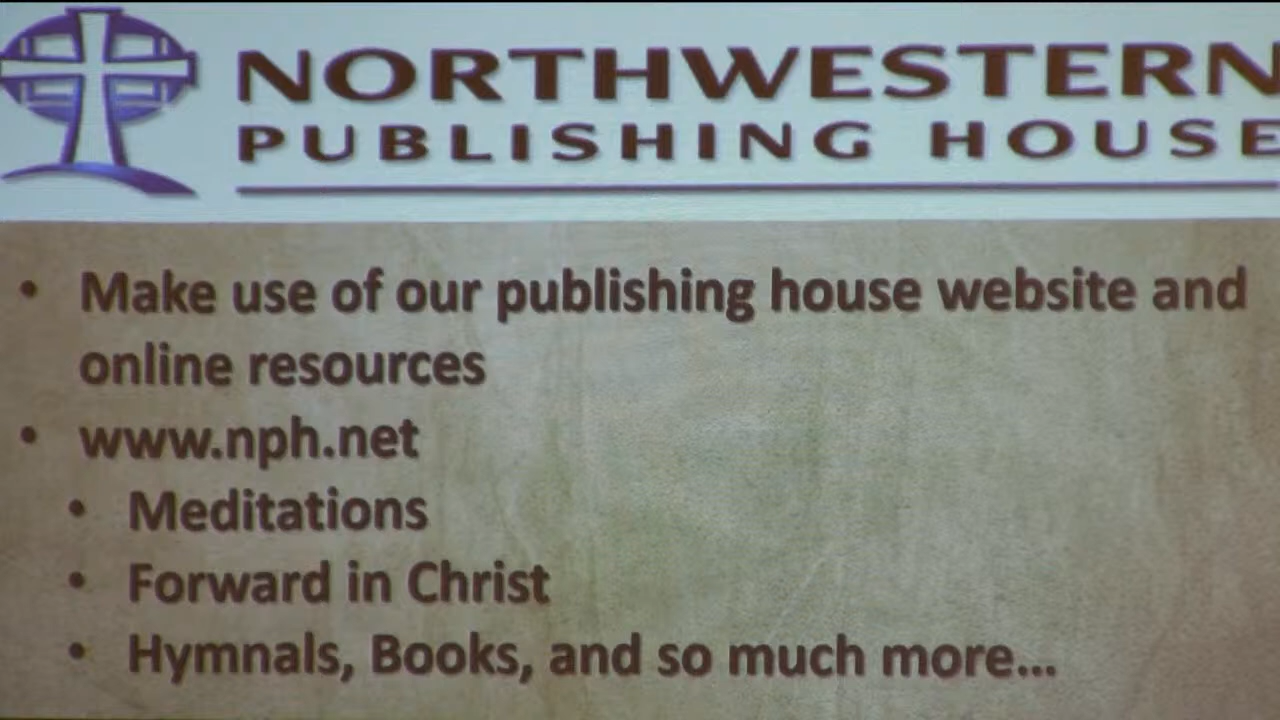 NORTHWESTERN
PUBLISHING HOUSE
• Make use of our publishing house website and
online resources
• www.nph.net
• Meditations
• Forward in Christ
• Hymnals, Books, and so much more...